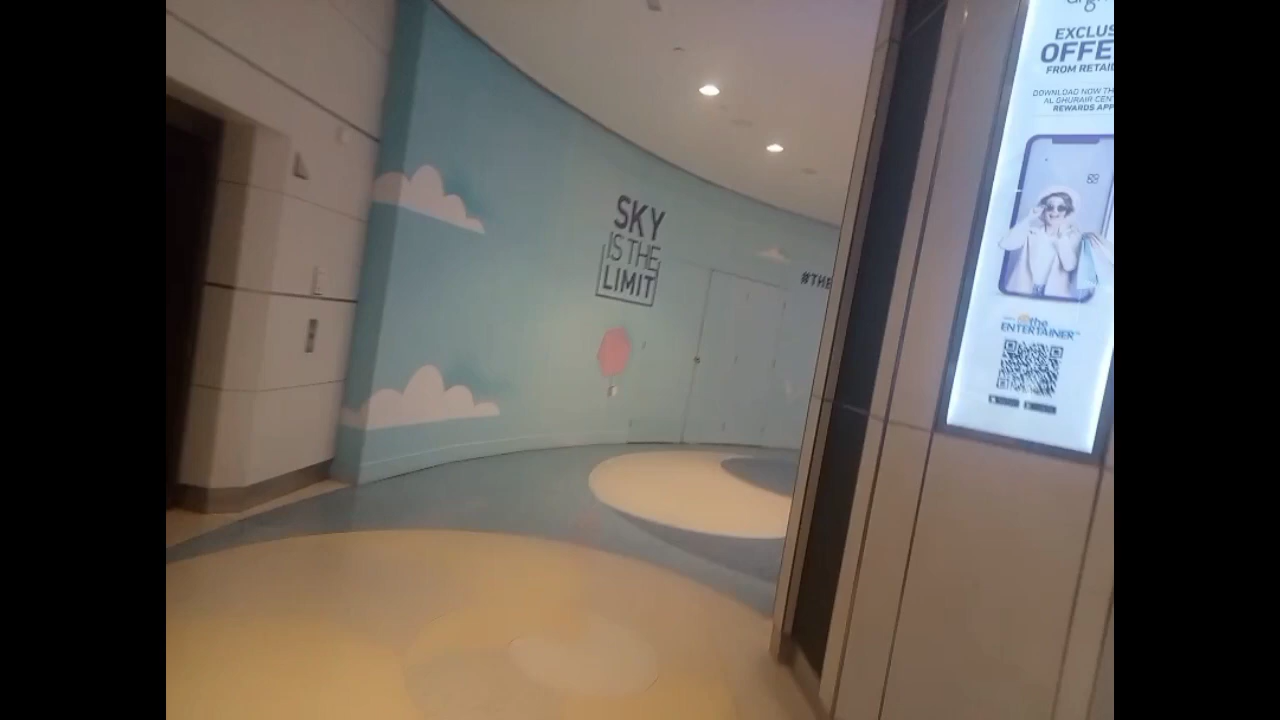 SKY
IS THE
LIMIT
#THE
EXCLUS
OFFE
FROM RETAIL
DOWNLOAD NOW TH
AL GHURAIR CEN
REWARDS APP
the
ENTERTAINER